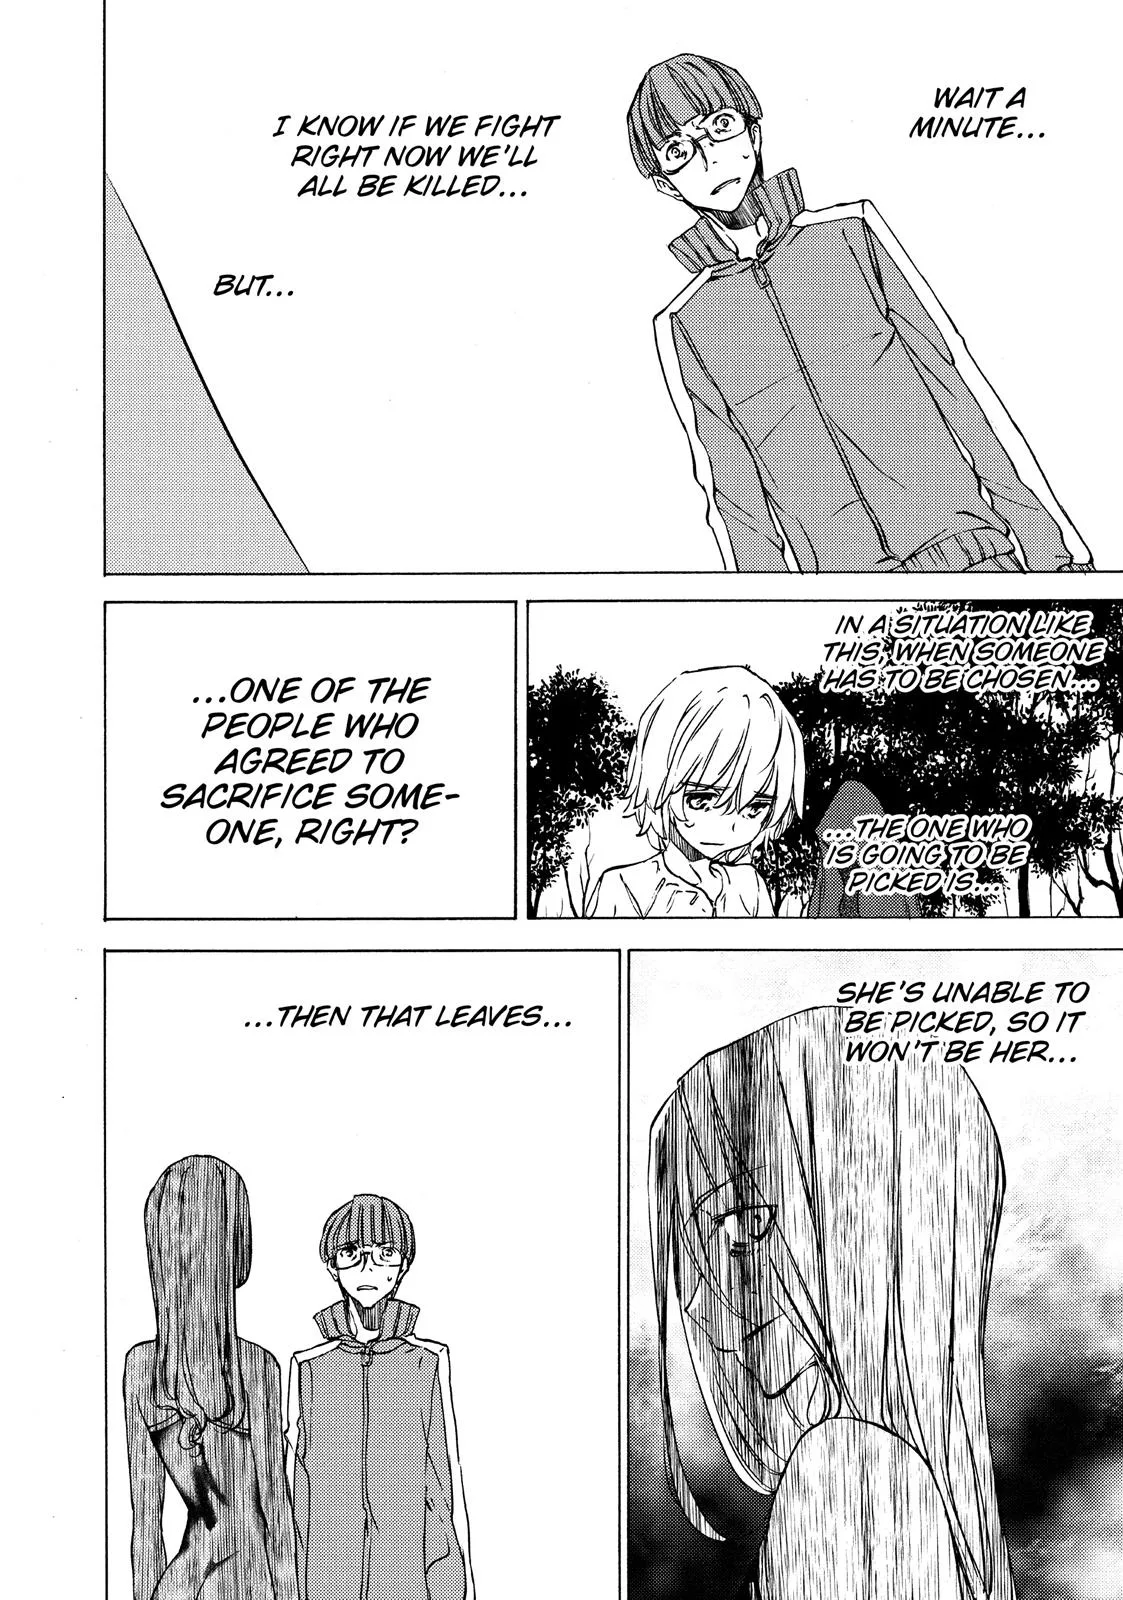 WAIT A
MINUTE...
I KNOW IF WE FIGHT
RIGHT NOW WE'LL
ALL BE KILLED...
BUT...
IN A SITUATION LIKE
THIS, WHEN SOMEONE
HAS TO BE CHOSEN...
...THE ONE WHO
IS GOING TO BE
PICKED IS...
...ONE OF THE
PEOPLE WHO
AGREED TO
SACRIFICE SOME-
ONE, RIGHT?
SHE'S UNABLE TO
BE PICKED, SO IT
WON'T BE HER...
...THEN THAT LEAVES...